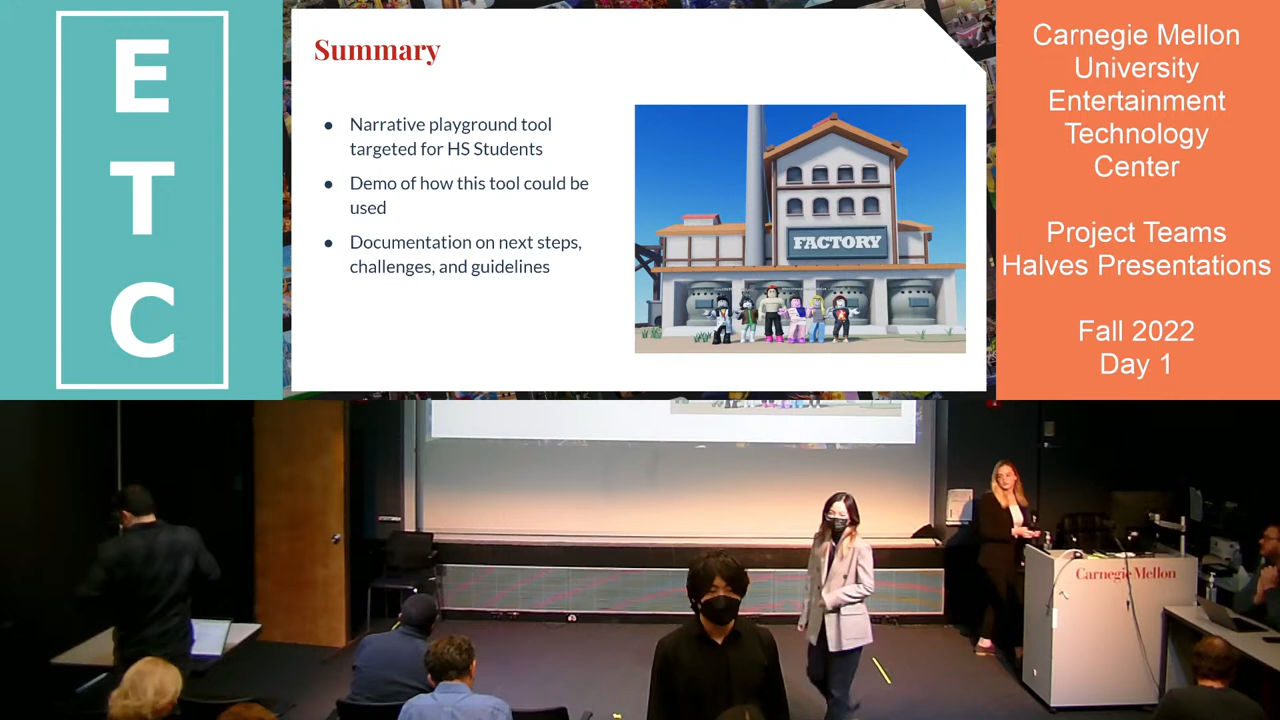 E
T
C
Summary
● Narrative playground tool
targeted for HS Students
● Demo of how this tool could be
used
● Documentation on next steps,
challenges, and guidelines
FACTORY
Carnegie Mellon
University
Entertainment
Technology
Center
Project Teams
Halves Presentations
Fall 2022
Day 1
Carnegie Mellon